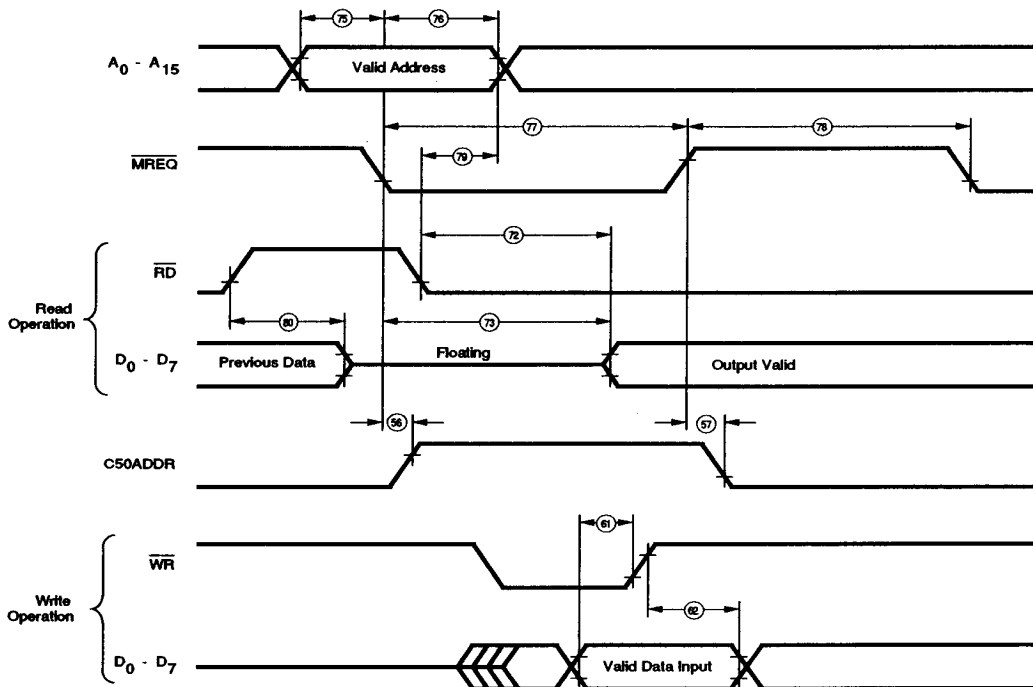 75 76
A0 - A15 Valid Address
77 78
MREQ 79
72
RD
Read Operation
80 73
D0 - D7 Previous Data Floating Output Valid
56 57
C50ADDR
61
WR
Write Operation
62
D0 - D7 Valid Data Input